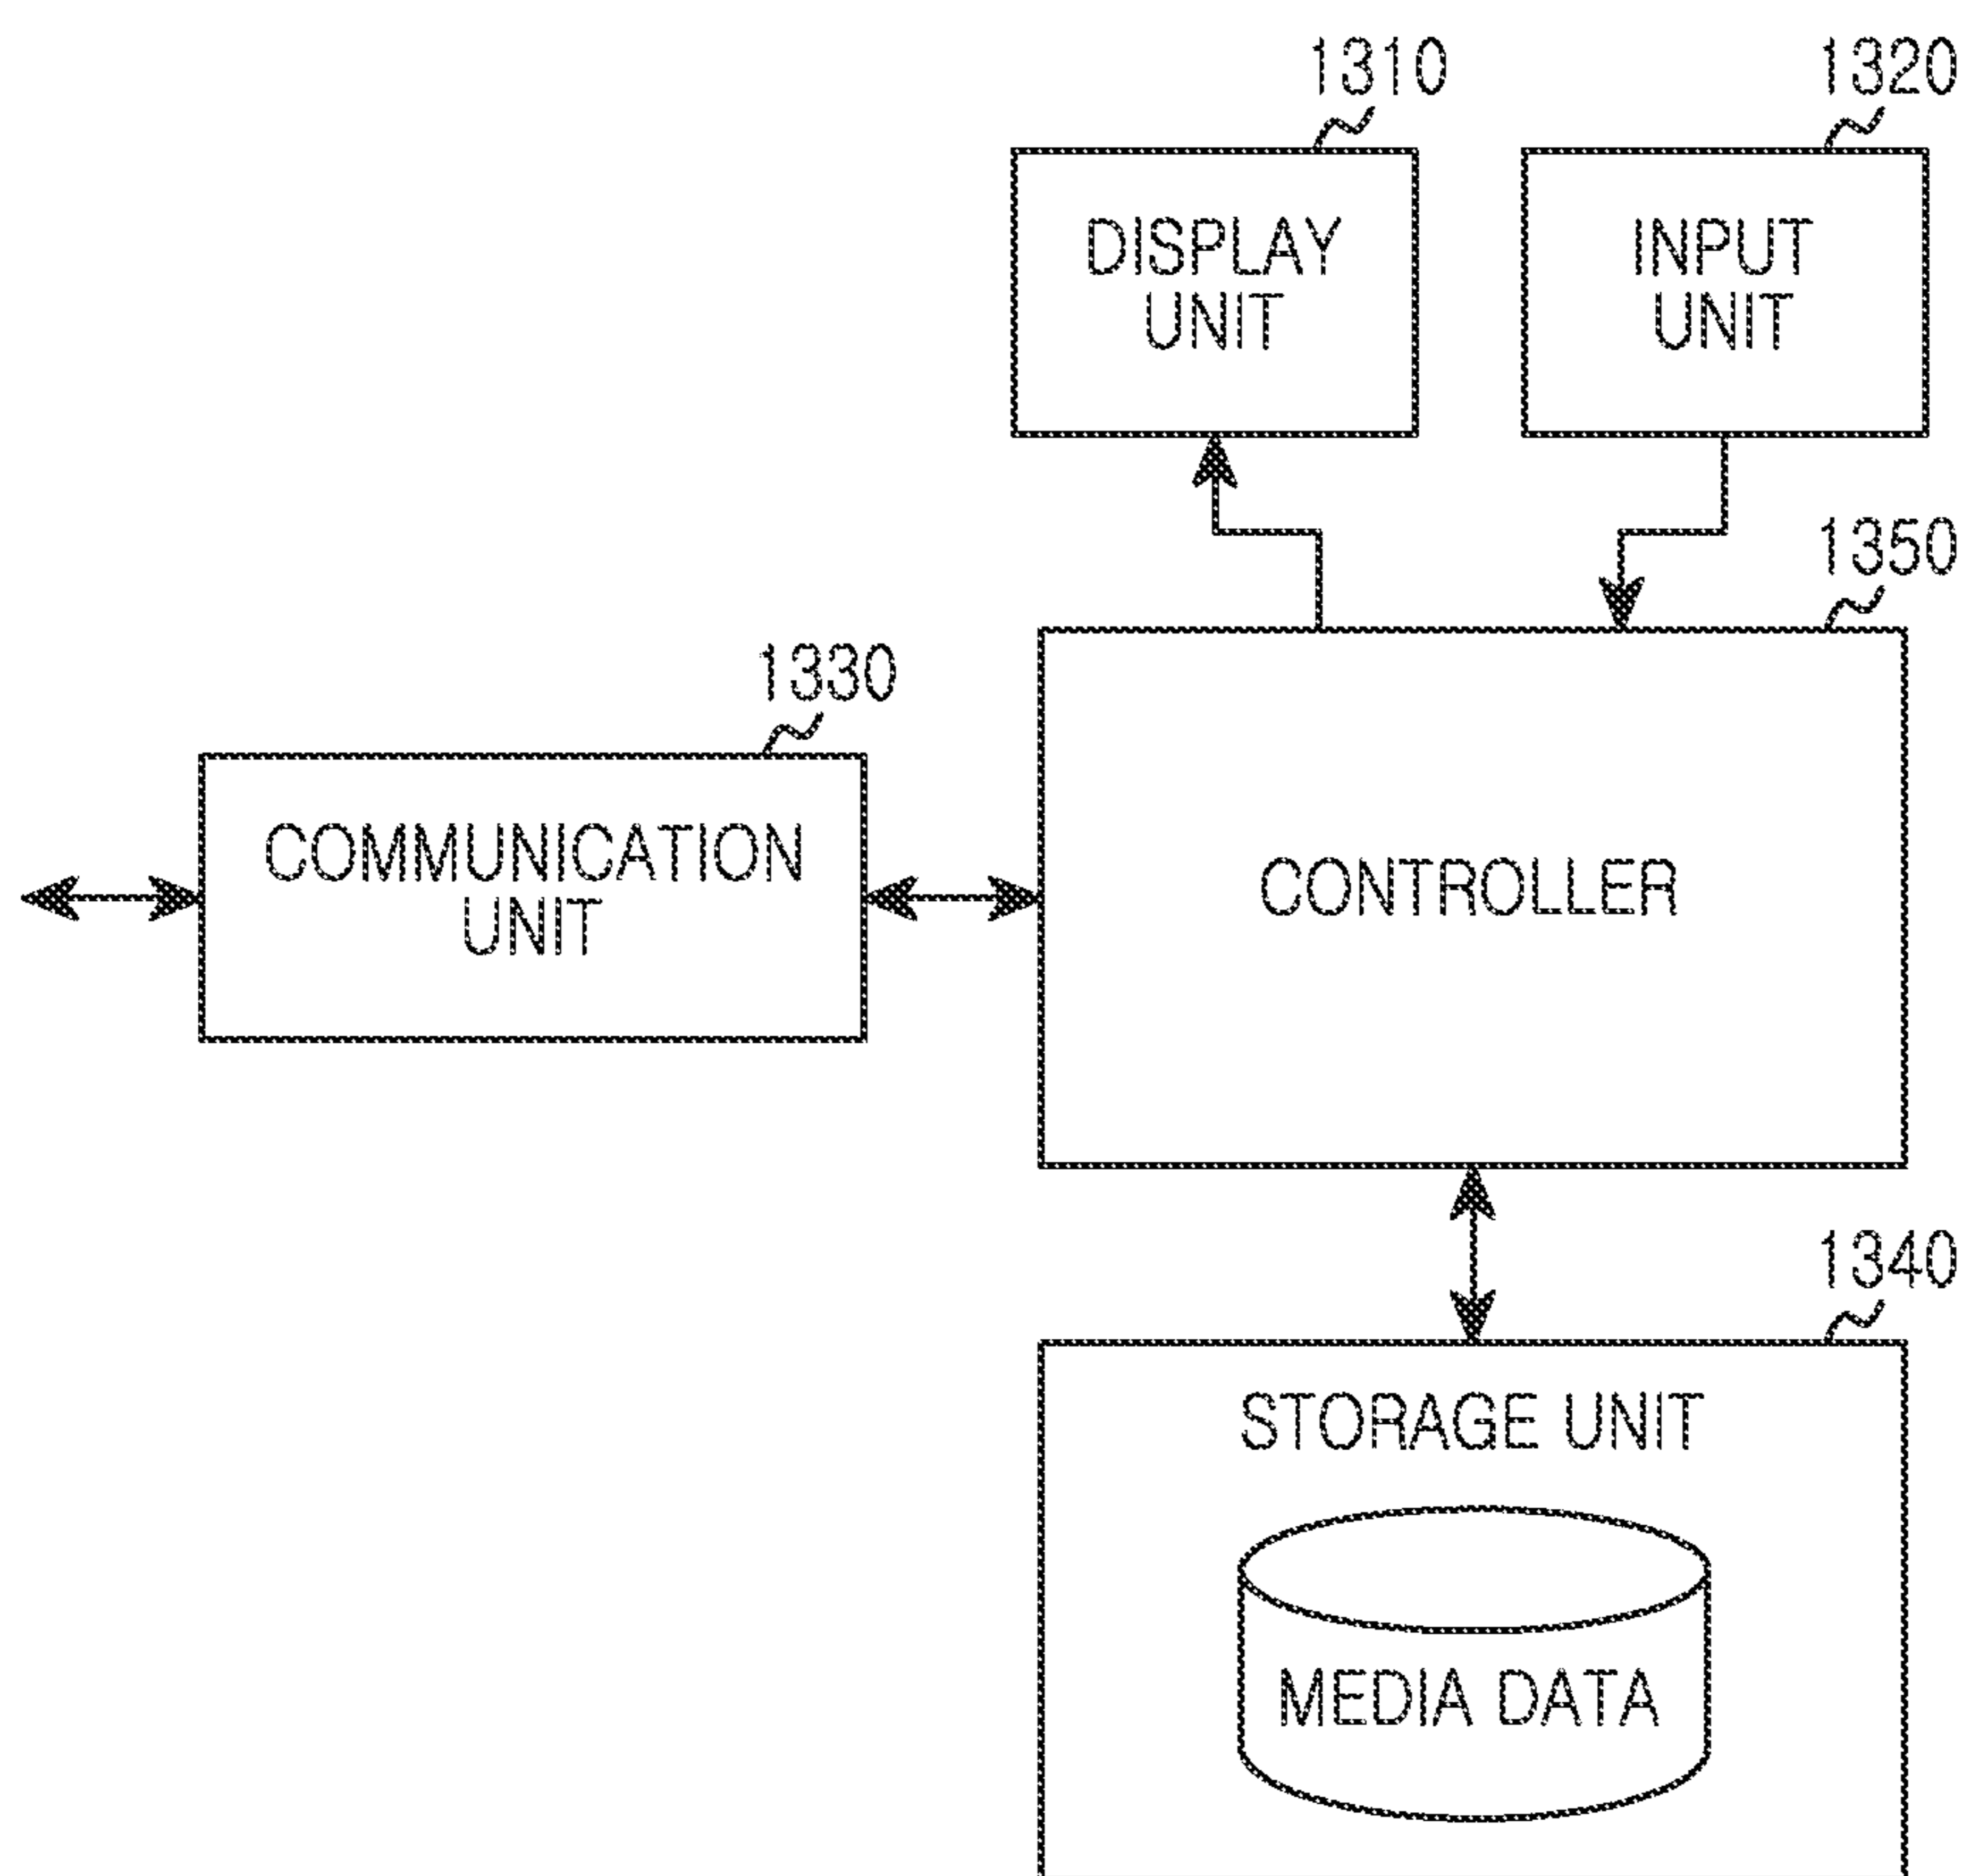 1310
1320
DISPLAY
UNIT
INPUT
UNIT
1350
1330
COMMUNICATION
UNIT
CONTROLLER
1340
STORAGE UNIT
MEDIA DATA